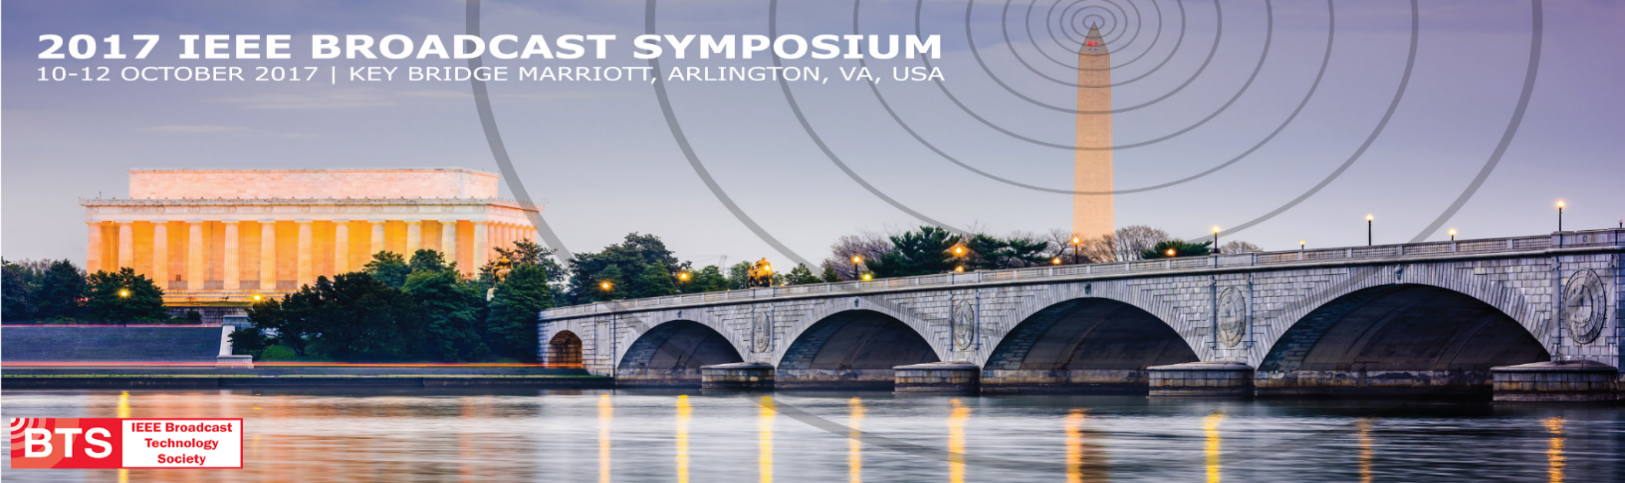 2017 IEEE BROADCAST SYMPOSIUM
10-12 OCTOBER 2017 | KEY BRIDGE MARRIOTT, ARLINGTON, VA, USA
BTS
IEEE Broadcast
Technology
Society